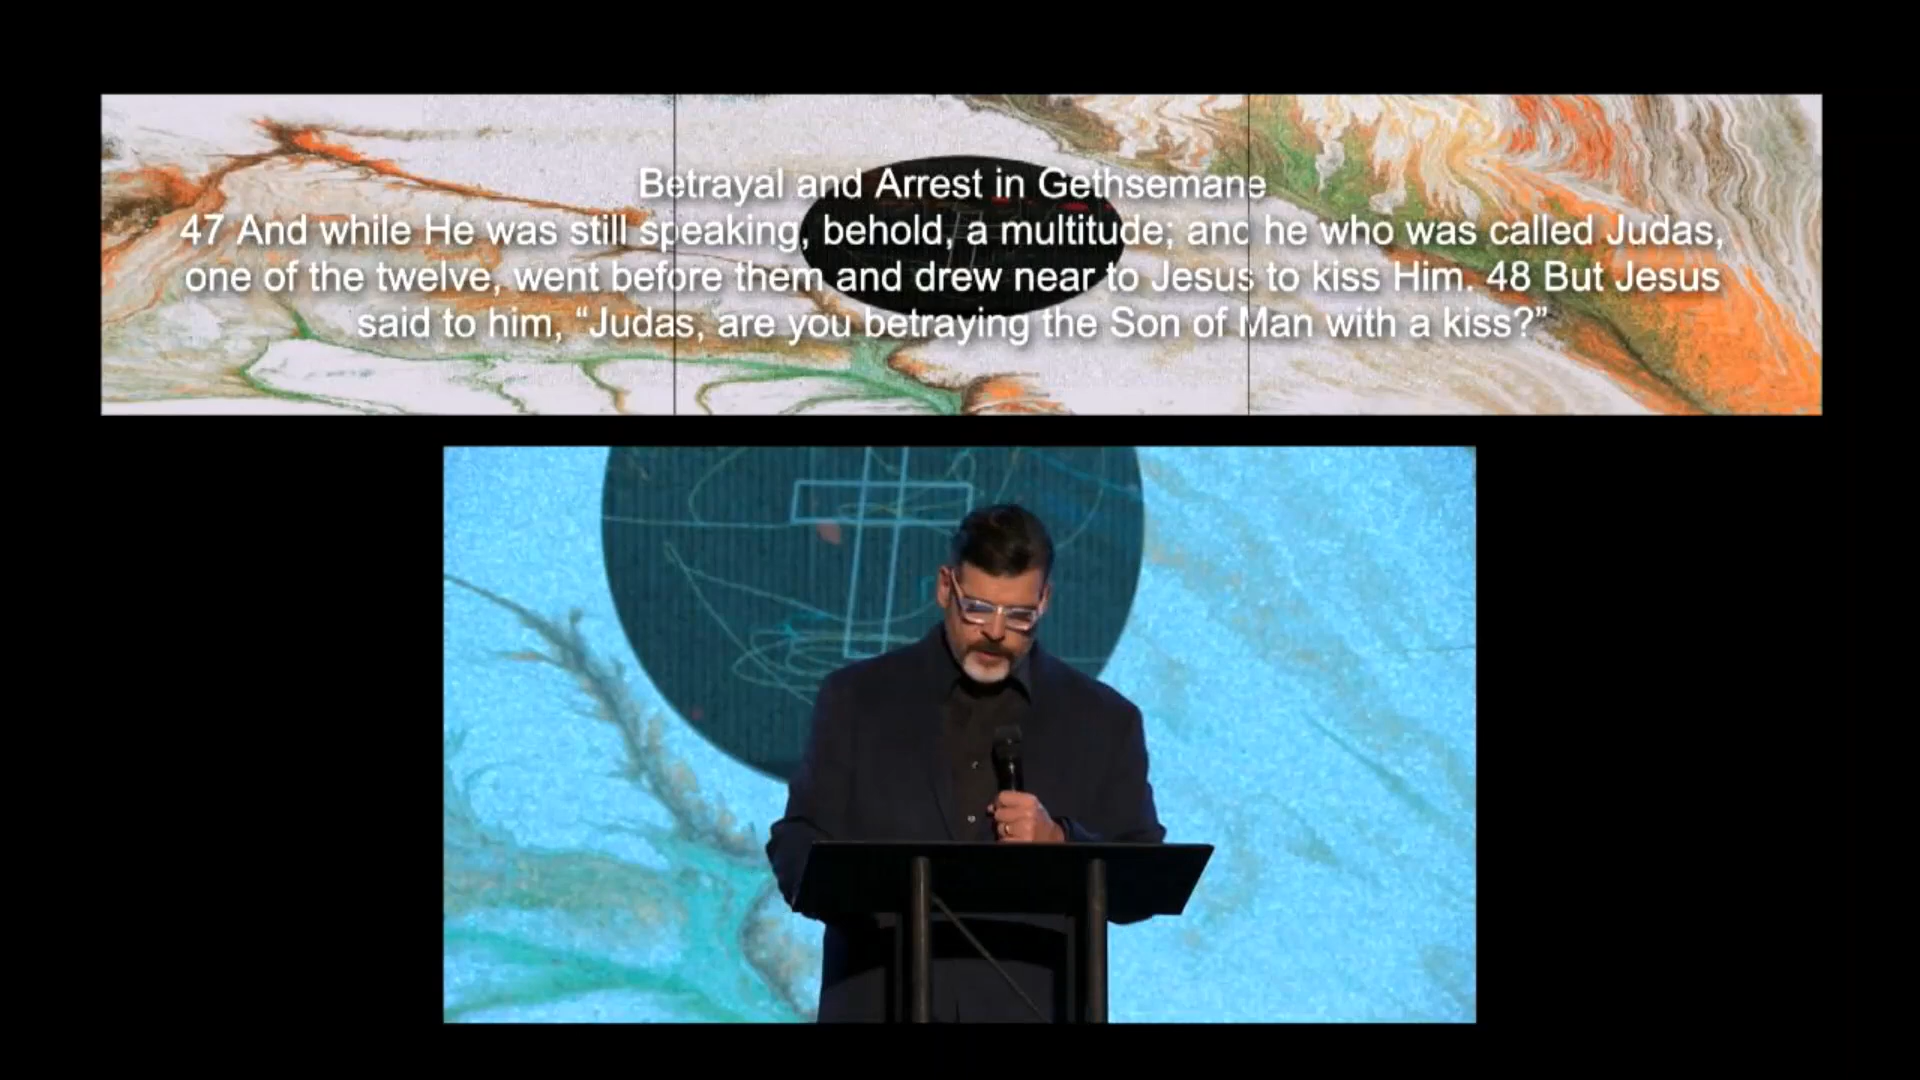 Betrayal and Arrest in Gethsemane
47 And while He was still speaking, behold, a multitude; and he who was called Judas,
one of the twelve, went before them and drew near to Jesus to kiss Him. 48 But Jesus
said to him, “Judas, are you betraying the Son of Man with a kiss?”